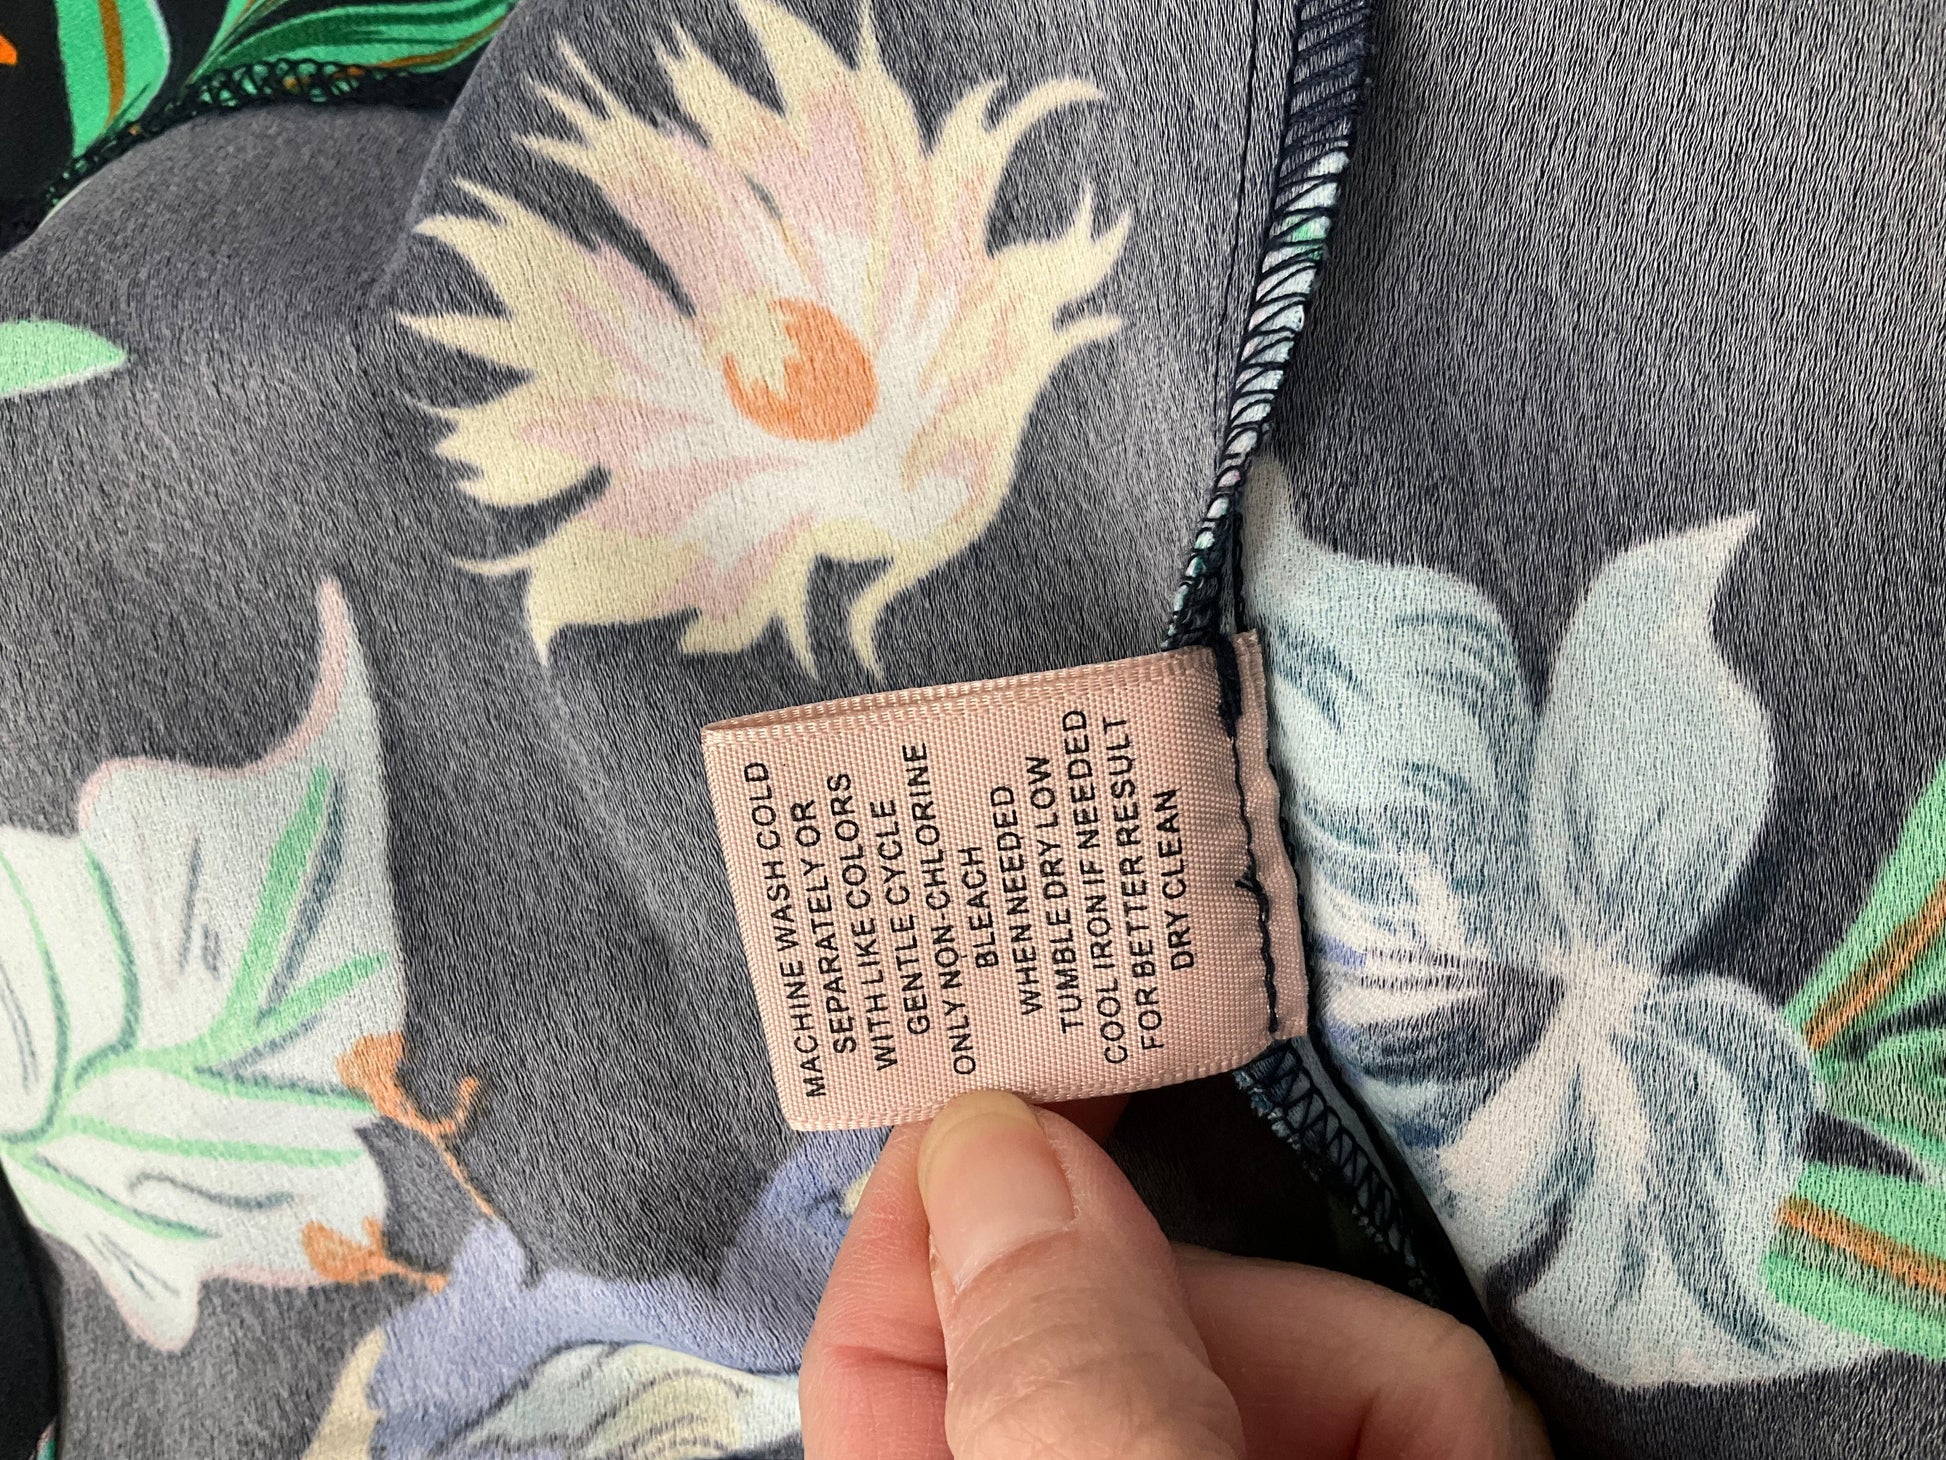 MACHINE WASH COLD
SEPARATELY OR
WITH LIKE COLORS
GENTLE CYCLE
ONLY NON-CHLORINE
BLEACH
WHEN NEEDED
TUMBLE DRY LOW
COOL IRON IF NEEDED
FOR BETTER RESULT
DRY CLEAN